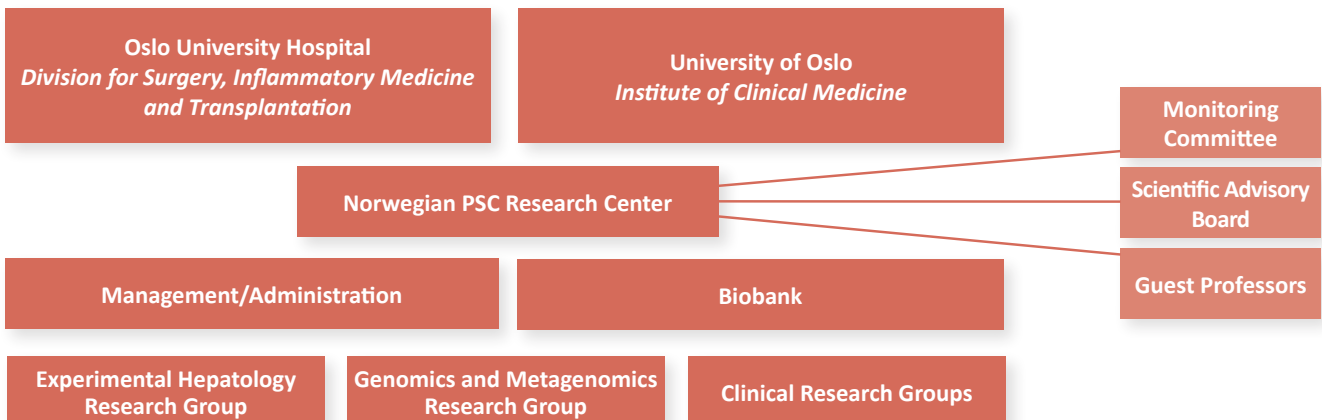 Oslo University Hospital
Division for Surgery, Inflammatory Medicine
and Transplantation
University of Oslo
Institute of Clinical Medicine
Monitoring
Committee
Norwegian PSC Research Center
Scientific Advisory
Board
Guest Professors
Management/Administration
Biobank
Experimental Hepatology
Research Group
Genomics and Metagenomics
Research Group
Clinical Research Groups